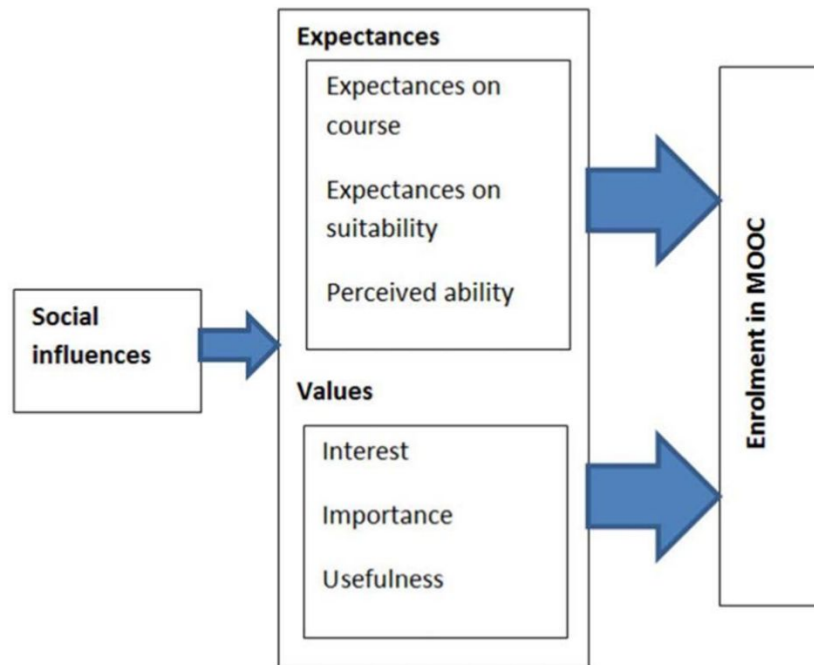 Expectances
Expectances on
course
Expectances on
suitability
Perceived ability
Social
influences
Values
Interest
Importance
Usefulness
Enrolment in MOOC